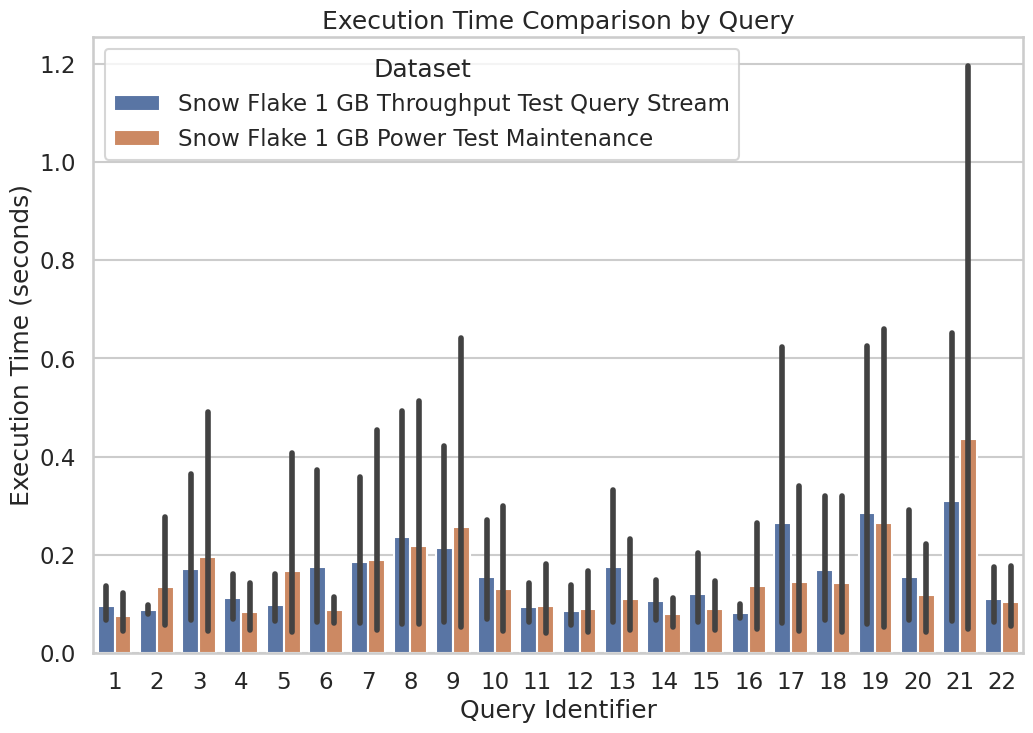 Execution Time Comparison by Query
Dataset
Snow Flake 1 GB Throughput Test Query Stream
Snow Flake 1 GB Power Test Maintenance
Execution Time (seconds)
1.2
1.0
0.8
0.6
0.4
0.2
0.0
1 2 3 4 5 6 7 8 9 10 11 12 13 14 15 16 17 18 19 20 21 22
Query Identifier